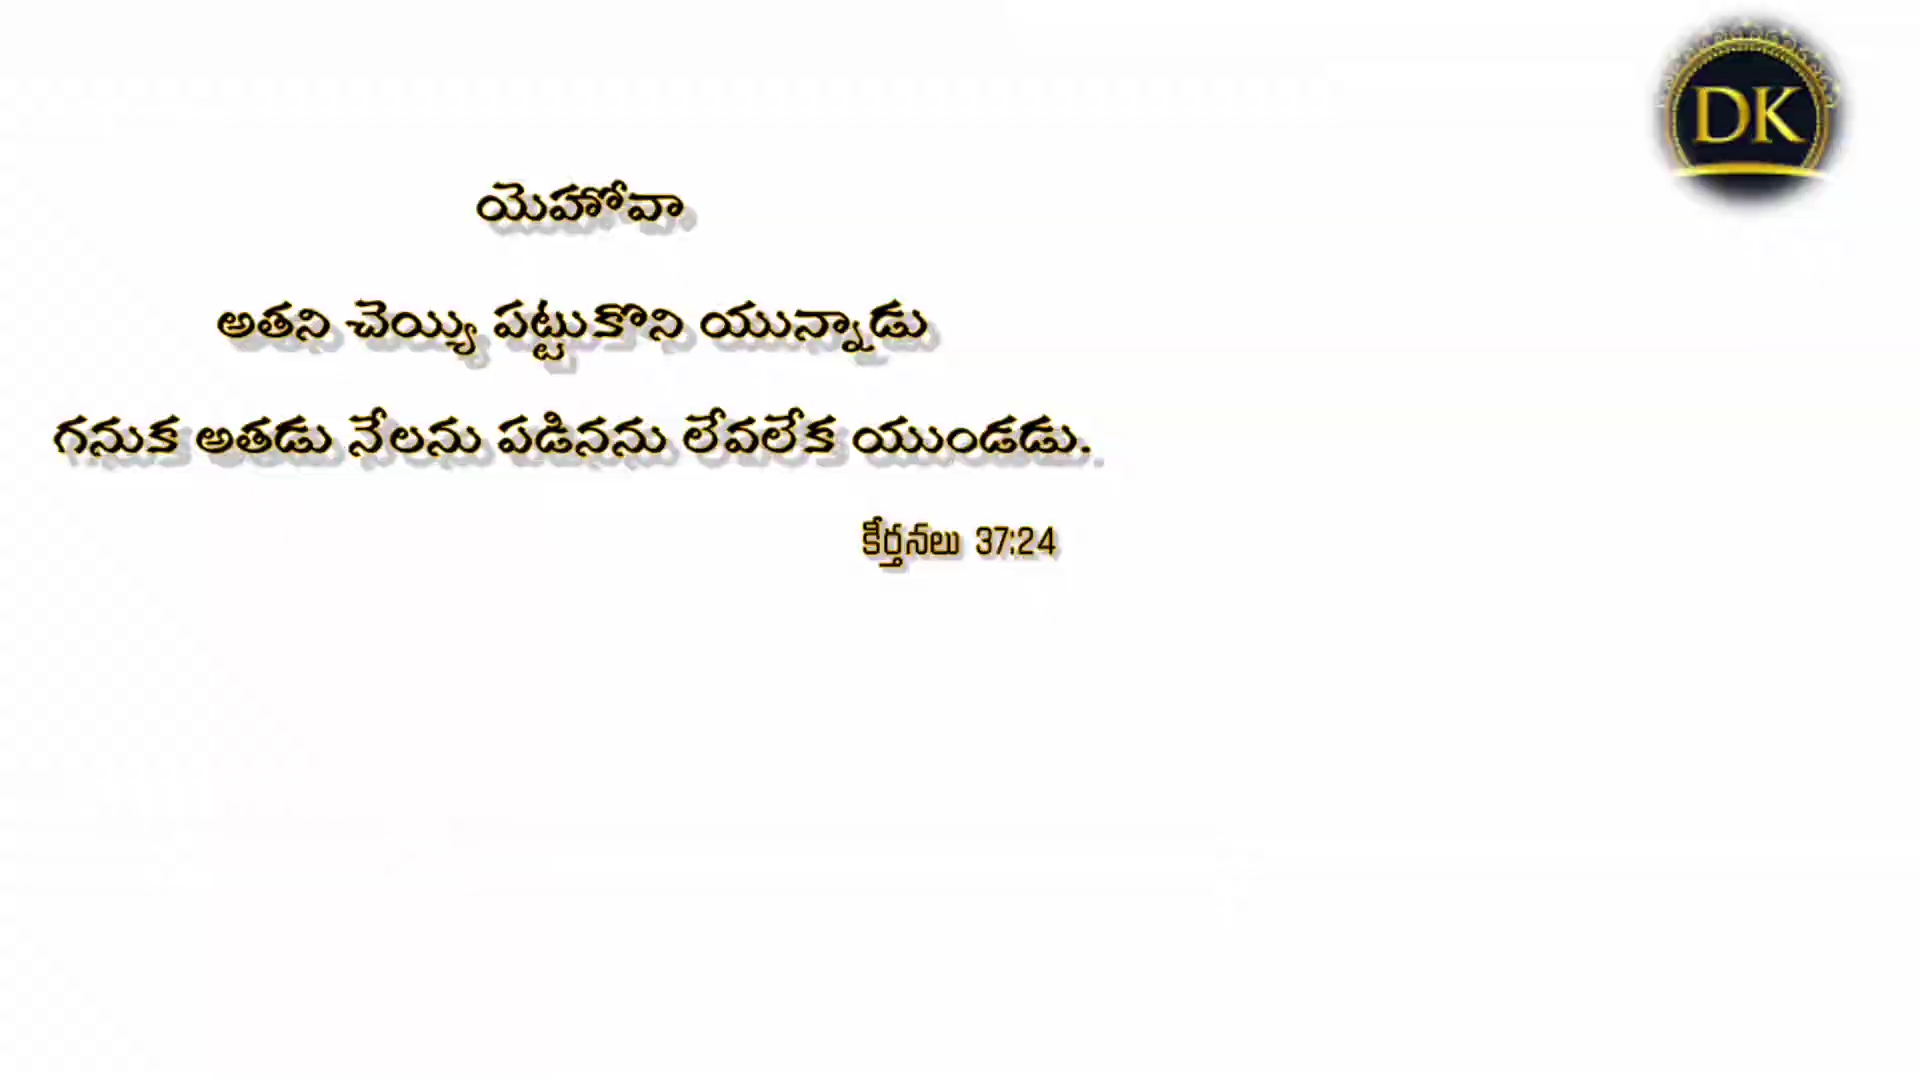 DK
యెహోవా
అతని చెయ్యి పట్టుకొని యున్నాడు
గనుక అతడు నేలను పడినను లేవలేక యుండడు.
కీర్తనలు 37:24